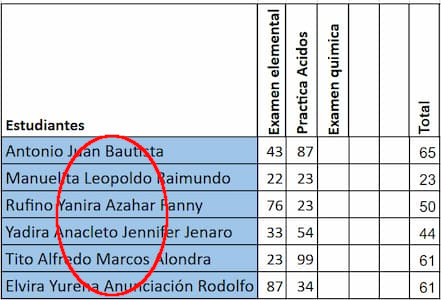 Estudiantes Examen elemental Practica Acidos Examen quimica Total
Antonio Juan Bautista 43 87 65
Manuelita Leopoldo Raimundo 22 23 23
Rufino Yanira Azahar Fanny 76 23 50
Yadira Anacleto Jennifer Jenaro 33 54 44
Tito Alfredo Marcos Alondra 23 99 61
Elvira Yurena Anunciación Rodolfo 87 34 61